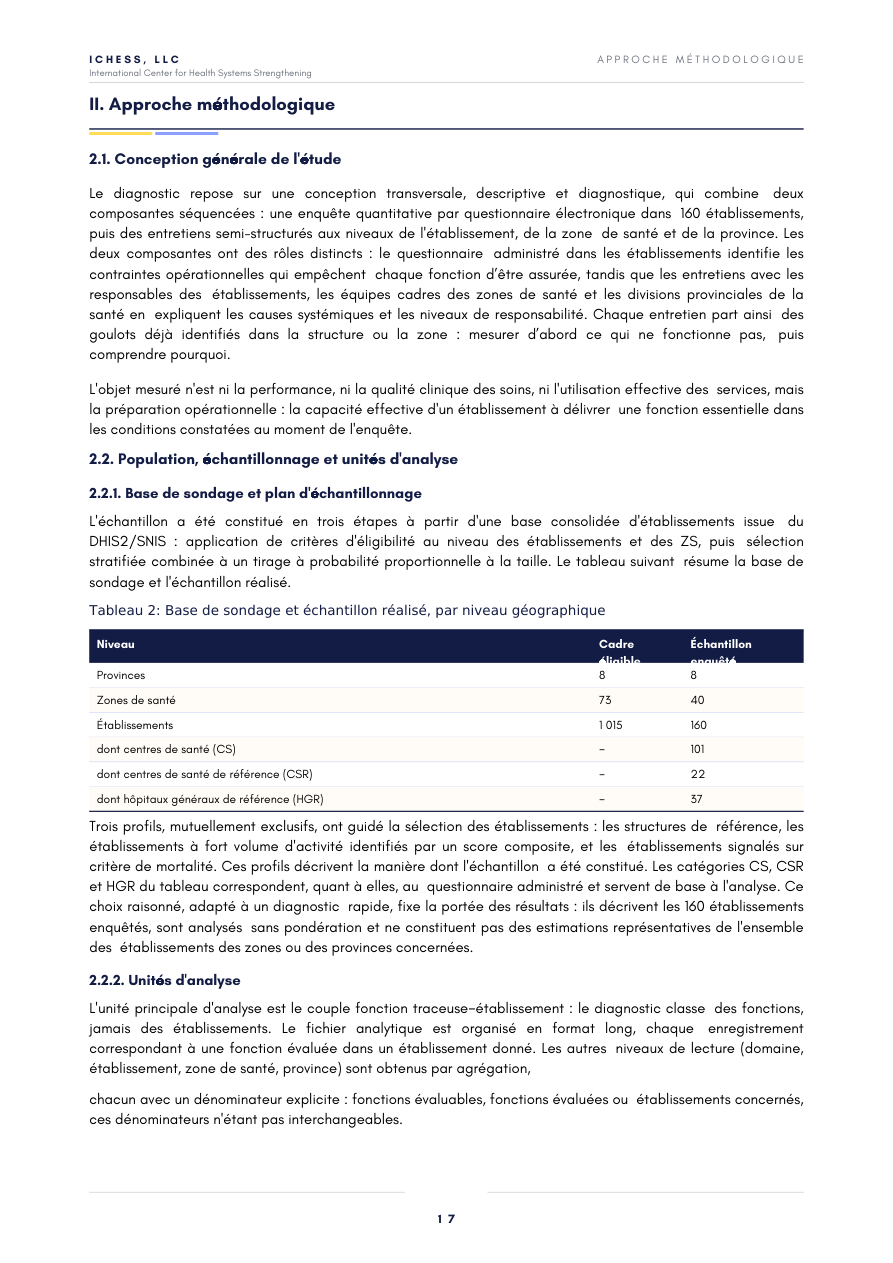 ICHESS, LLC
APPROCHE MÉTHODOLOGIQUE
International Center for Health Systems Strengthening
II. Approche méthodologique
2.1. Conception générale de l'étude
Le diagnostic repose sur une conception transversale, descriptive et diagnostique, qui combine deux
composantes séquencées : une enquête quantitative par questionnaire électronique dans 160 établissements,
puis des entretiens semi-structurés aux niveaux de l'établissement, de la zone de santé et de la province. Les
deux composantes ont des rôles distincts : le questionnaire administré dans les établissements identifie les
contraintes opérationnelles qui empêchent chaque fonction d’être assurée, tandis que les entretiens avec les
responsables des établissements, les équipes cadres des zones de santé et les divisions provinciales de la
santé en expliquent les causes systémiques et les niveaux de responsabilité. Chaque entretien part ainsi des
goulots déjà identifiés dans la structure ou la zone : mesurer d’abord ce qui ne fonctionne pas, puis
comprendre pourquoi.
L'objet mesuré n'est ni la performance, ni la qualité clinique des soins, ni l'utilisation effective des services, mais
la préparation opérationnelle : la capacité effective d'un établissement à délivrer une fonction essentielle dans
les conditions constatées au moment de l'enquête.
2.2. Population, échantillonnage et unités d'analyse
2.2.1. Base de sondage et plan d'échantillonnage
L'échantillon a été constitué en trois étapes à partir d'une base consolidée d'établissements issue du
DHIS2/SNIS : application de critères d'éligibilité au niveau des établissements et des ZS, puis sélection
stratifiée combinée à un tirage à probabilité proportionnelle à la taille. Le tableau suivant résume la base de
sondage et l'échantillon réalisé.
Tableau 2: Base de sondage et échantillon réalisé, par niveau géographique
Niveau Cadre éligible Échantillon enquêté
Provinces 8 8
Zones de santé 73 40
Établissements 1 015 160
dont centres de santé (CS) – 101
dont centres de santé de référence (CSR) – 22
dont hôpitaux généraux de référence (HGR) – 37
Trois profils, mutuellement exclusifs, ont guidé la sélection des établissements : les structures de référence, les
établissements à fort volume d'activité identifiés par un score composite, et les établissements signalés sur
critère de mortalité. Ces profils décrivent la manière dont l'échantillon a été constitué. Les catégories CS, CSR
et HGR du tableau correspondent, quant à elles, au questionnaire administré et servent de base à l'analyse. Ce
choix raisonné, adapté à un diagnostic rapide, fixe la portée des résultats : ils décrivent les 160 établissements
enquêtés, sont analysés sans pondération et ne constituent pas des estimations représentatives de l'ensemble
des établissements des zones ou des provinces concernées.
2.2.2. Unités d'analyse
L'unité principale d'analyse est le couple fonction traceuse–établissement : le diagnostic classe des fonctions,
jamais des établissements. Le fichier analytique est organisé en format long, chaque enregistrement
correspondant à une fonction évaluée dans un établissement donné. Les autres niveaux de lecture (domaine,
établissement, zone de santé, province) sont obtenus par agrégation,
chacun avec un dénominateur explicite : fonctions évaluables, fonctions évaluées ou établissements concernés,
ces dénominateurs n'étant pas interchangeables.
17